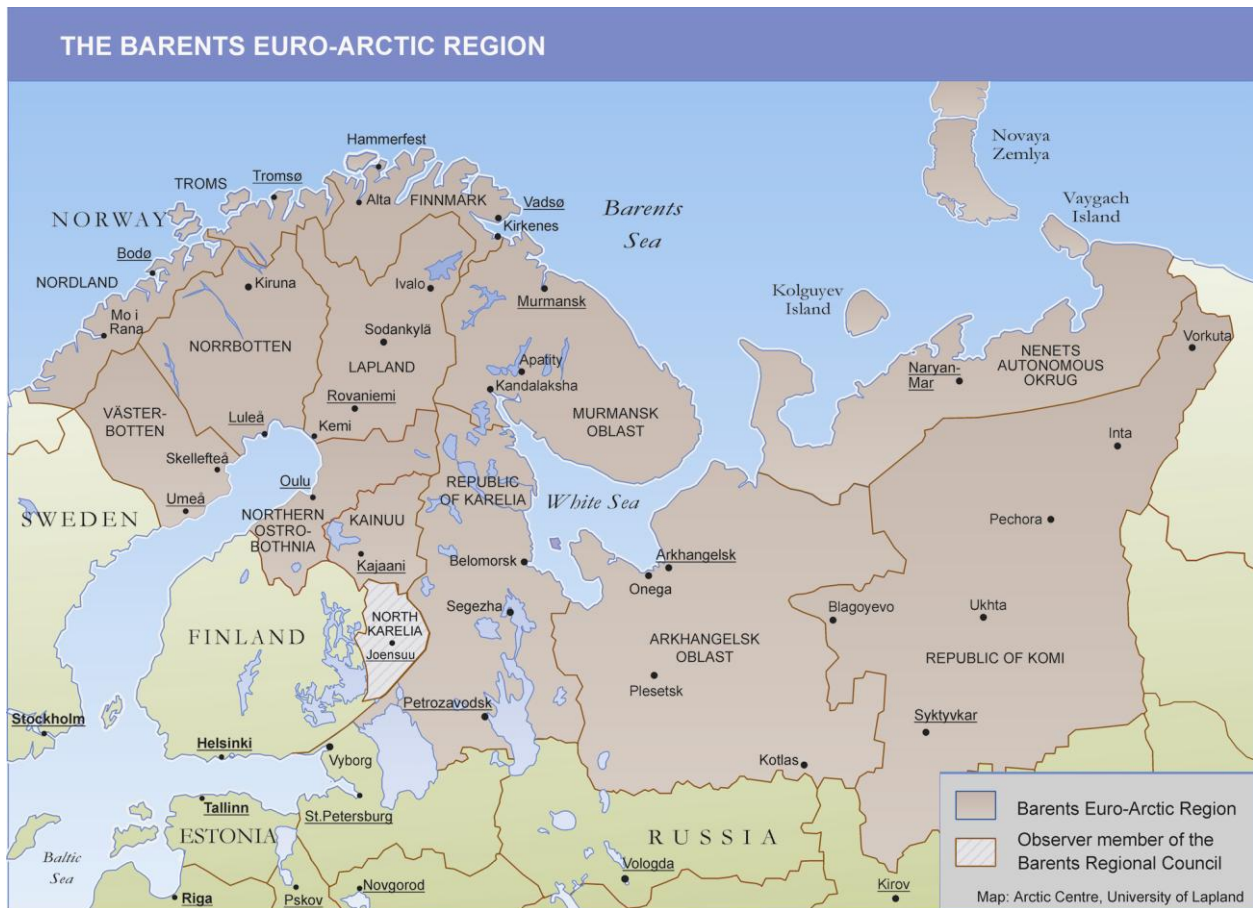 THE BARENTS EURO-ARCTIC REGION
Hammerfest
Novaya
Zemlya
TROMS
Tromsø
Alta
FINNMARK
Vadsø
Kirkenes
Barents
Sea
Vaygach
Island
NORWAY
Bodø
NORDLAND
Kiruna
Ivalo
Murmansk
Kolguyev
Island
Mo i
Rana
NORRBOTTEN
Sodankylä
LAPLAND
Apatity
Kandalaksha
Naryan-
Mar
NENETS
AUTONOMOUS
OKRUG
Vorkuta
VÄSTER-
BOTTEN
Luleå
Rovaniemi
Kemi
MURMANSK
OBLAST
Inta
Skellefteå
Umeå
Oulu
REPUBLIC
OF KARELIA
White Sea
SWEDEN
NORTHERN
OSTRO-
BOTHNIA
KAINUU
Kajaani
Belomorsk
Onega
Arkhangelsk
Pechora
Segezha
Blagoyevo
Ukhta
FINLAND
NORTH
KARELIA
Joensuu
ARKHANGELSK
OBLAST
REPUBLIC OF KOMI
Plesetsk
Petrozavodsk
Syktyvkar
Stockholm
Helsinki
Vyborg
Kotlas
Tallinn
ESTONIA
St.Petersburg
RUSSIA
Baltic
Sea
Riga
Pskov
Novgorod
Vologda
Kirov
Barents Euro-Arctic Region
Observer member of the
Barents Regional Council
Map: Arctic Centre, University of Lapland